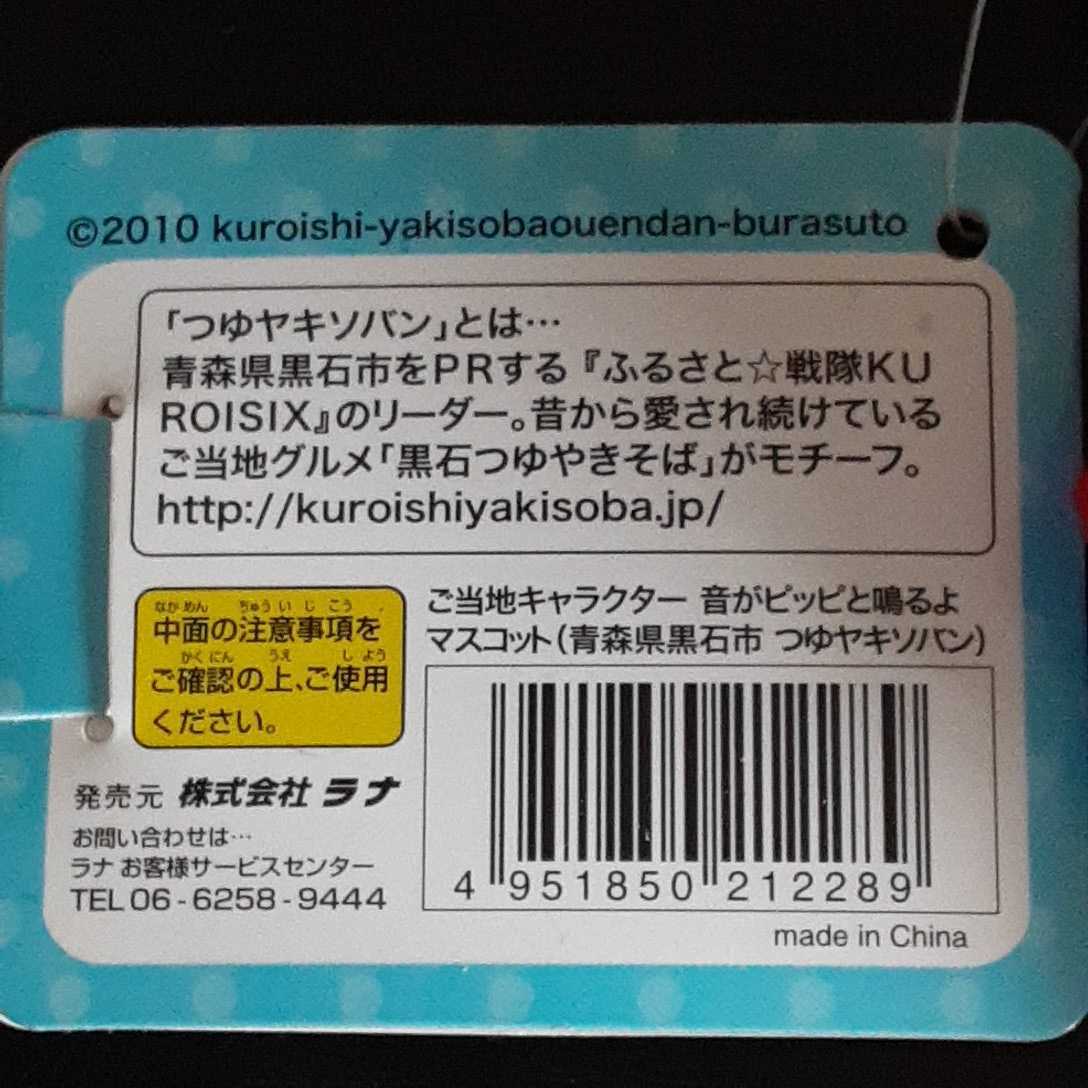 ©2010 kuroishi-yakisobaouendan-burasuto
「つゆヤキソバン」とは…
青森県黒石市をPRする『ふるさと☆戦隊KU
ROISIX』のリーダー。昔から愛され続けている
ご当地グルメ「黒石つゆやきそば」がモチーフ。
http://kuroishiyakisoba.jp/
なかめん ちゅういじこう
中面の注意事項を
かくにん うえ しよう
ご確認の上、ご使用
ください。
ご当地キャラクター 音がピッピと鳴るよ
マスコット(青森県黒石市 つゆヤキソバン)
4 951850 212289
発売元 株式会社 ラナ
お問い合わせは…
ラナ お客様サービスセンター
TEL 06-6258-9444
made in China